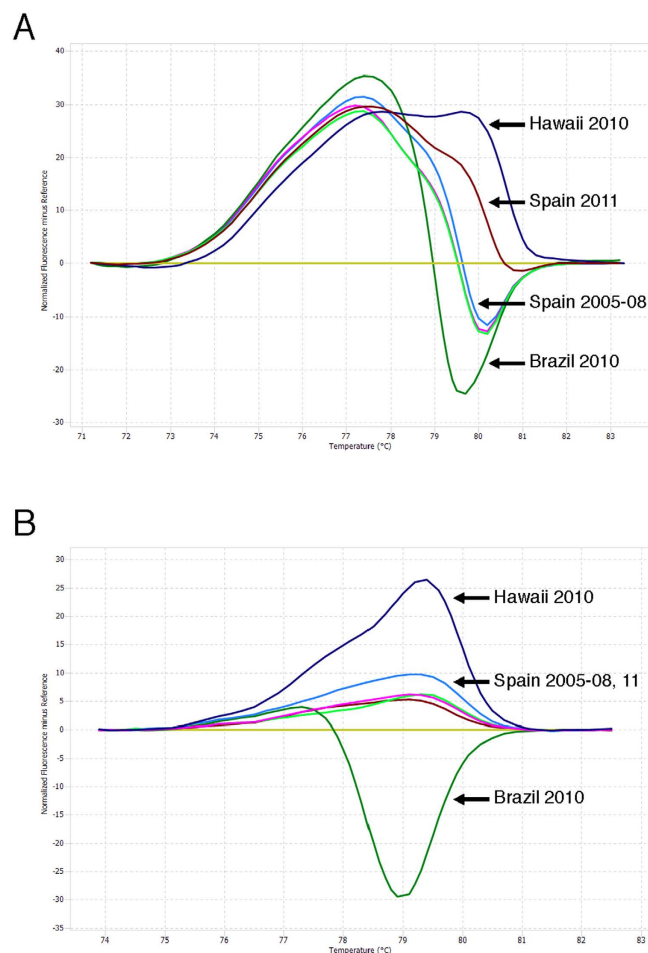 A
Normalized Fluorescence minus Reference
40
30
20
10
0
-10
-20
-30
Hawaii 2010
Spain 2011
Spain 2005-08
Brazil 2010
71 72 73 74 75 76 77 78 79 80 81 82 83
Temperature (°C)
B
Normalized Fluorescence minus Reference
30
25
20
15
10
5
0
-5
-10
-15
-20
-25
-30
-35
Hawaii 2010
Spain 2005-08, 11
Brazil 2010
74 75 76 77 78 79 80 81 82 83
Temperature (°C)